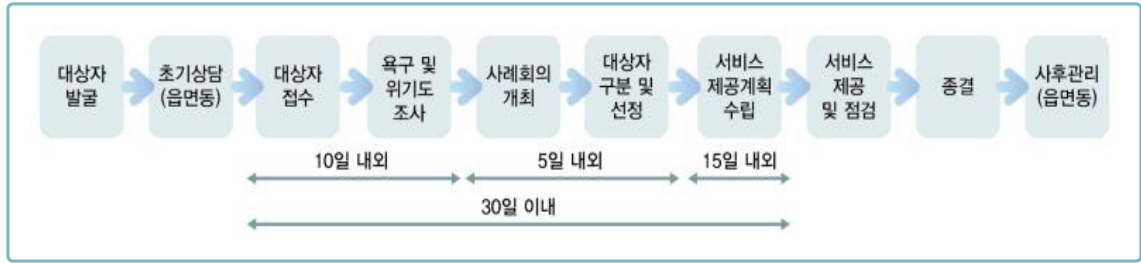 대상자
발굴
초기상담
(읍면동)
대상자
접수
욕구 및
위기도
조사
사례회의
개최
대상자
구분 및
선정
서비스
제공계획
수립
서비스
제공
및 점검
종결
사후관리
(읍면동)
10일 내외
5일 내외
15일 내외
30일 이내